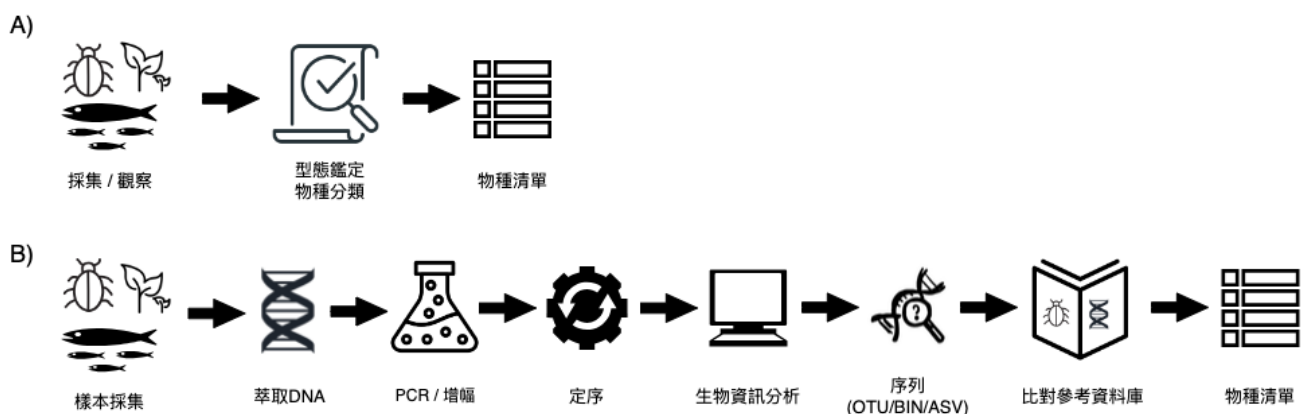 A)
採集 / 觀察
型態鑑定
物種分類
物種清單
B)
樣本採集
萃取DNA
PCR / 增幅
定序
生物資訊分析
序列
(OTU/BIN/ASV)
比對參考資料庫
物種清單
?